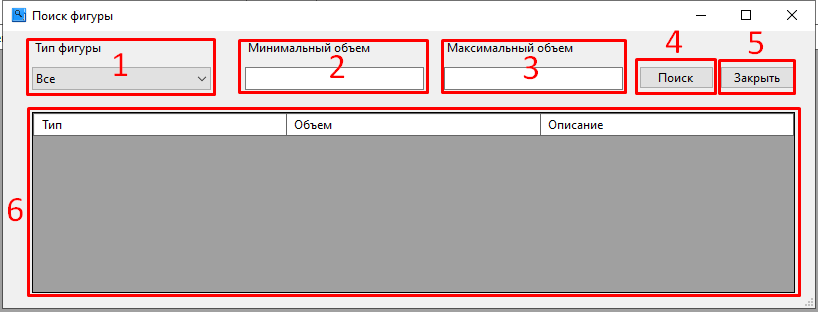 Поиск фигуры
Тип фигуры
1
Все
Минимальный объем
2
Максимальный объем
3
4
Поиск
5
Закрыть
6
Тип
Объем
Описание